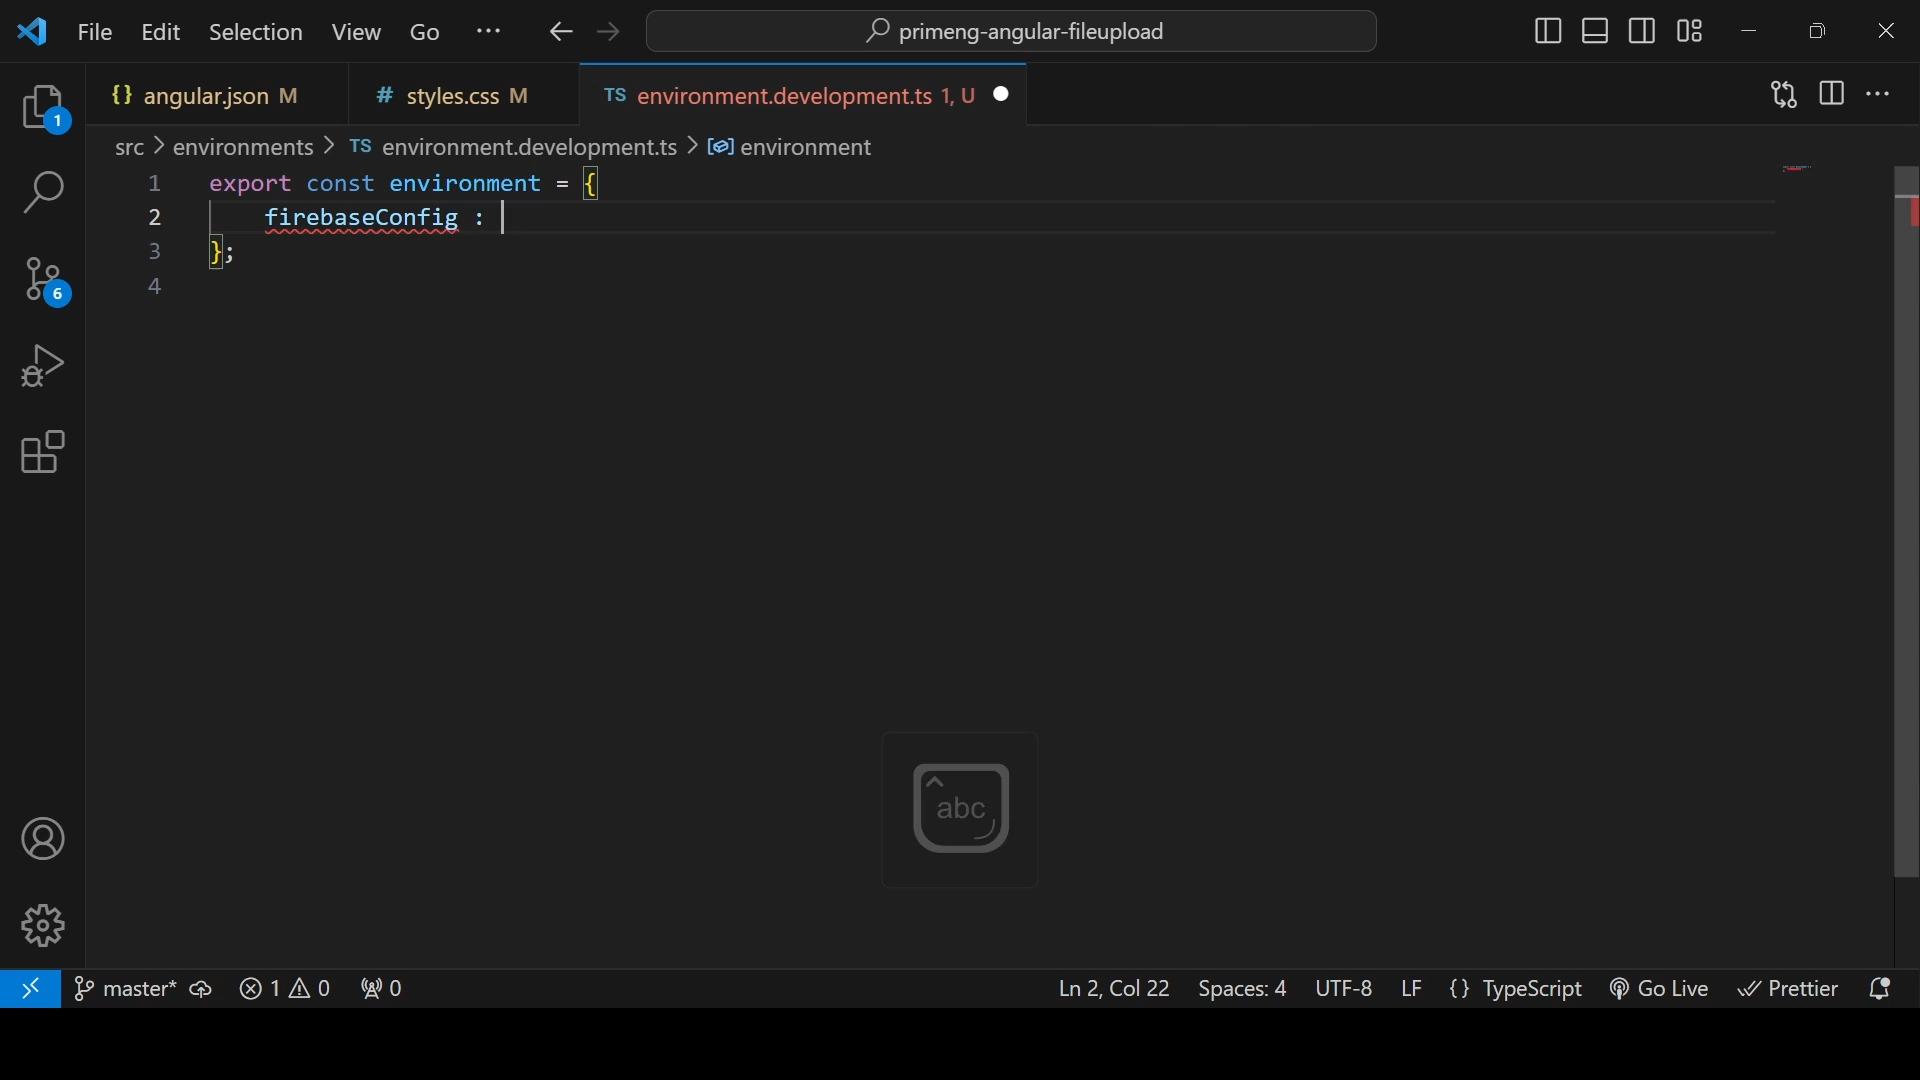 File Edit Selection View Go ··· primeng-angular-fileupload
1
{} angular.json M # styles.css M TS environment.development.ts 1, U
src > environments > TS environment.development.ts > environment
1 export const environment = {
2 firebaseConfig :
3 };
4
6
abc
master* 1 0 0 Ln 2, Col 22 Spaces: 4 UTF-8 LF {} TypeScript Go Live Prettier